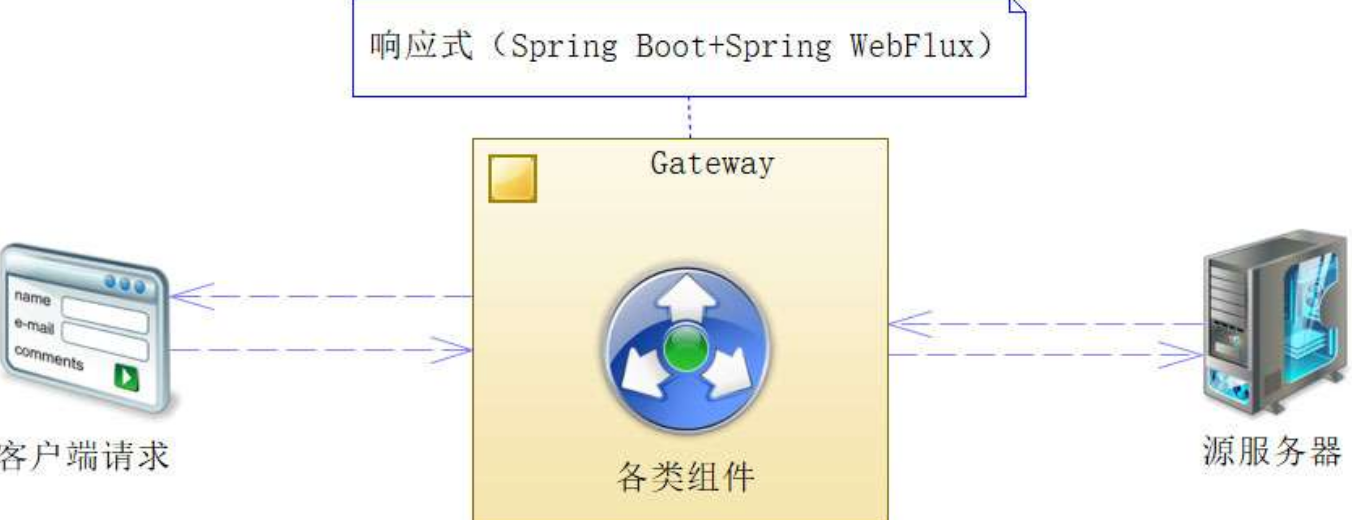 响应式（Spring Boot+Spring WebFlux）
Gateway
name
e-mail
comments
客户端请求
各类组件
源服务器